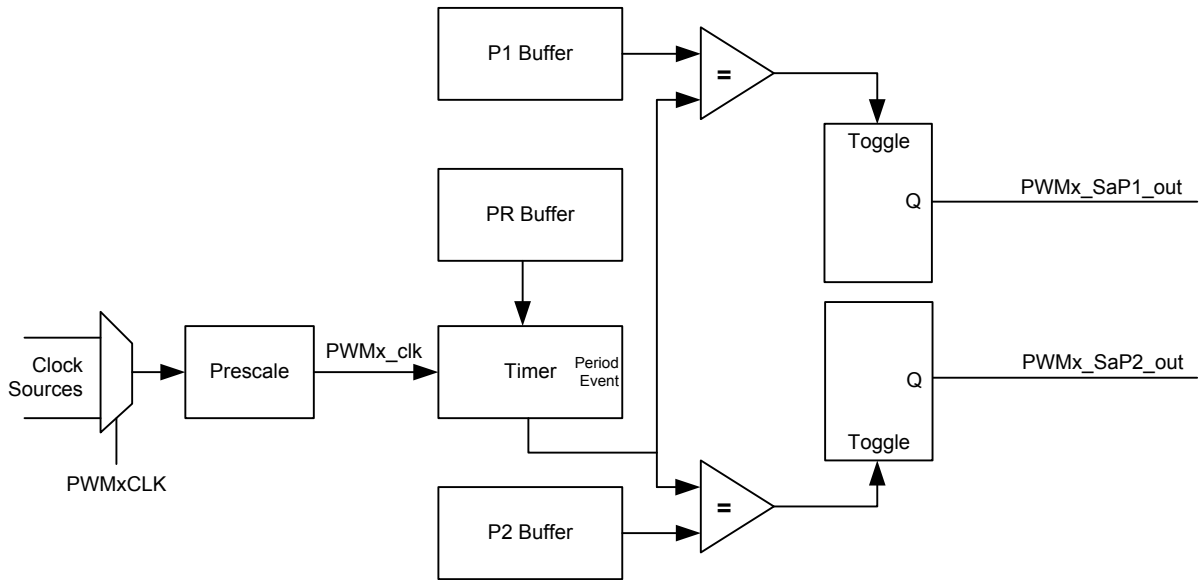 P1 Buffer
=
Toggle
Q
PWMx_SaP1_out
PR Buffer
Clock
Sources
Prescale
PWMx_clk
Timer
Period
Event
PWMx_SaP2_out
Q
Toggle
PWMxCLK
P2 Buffer
=